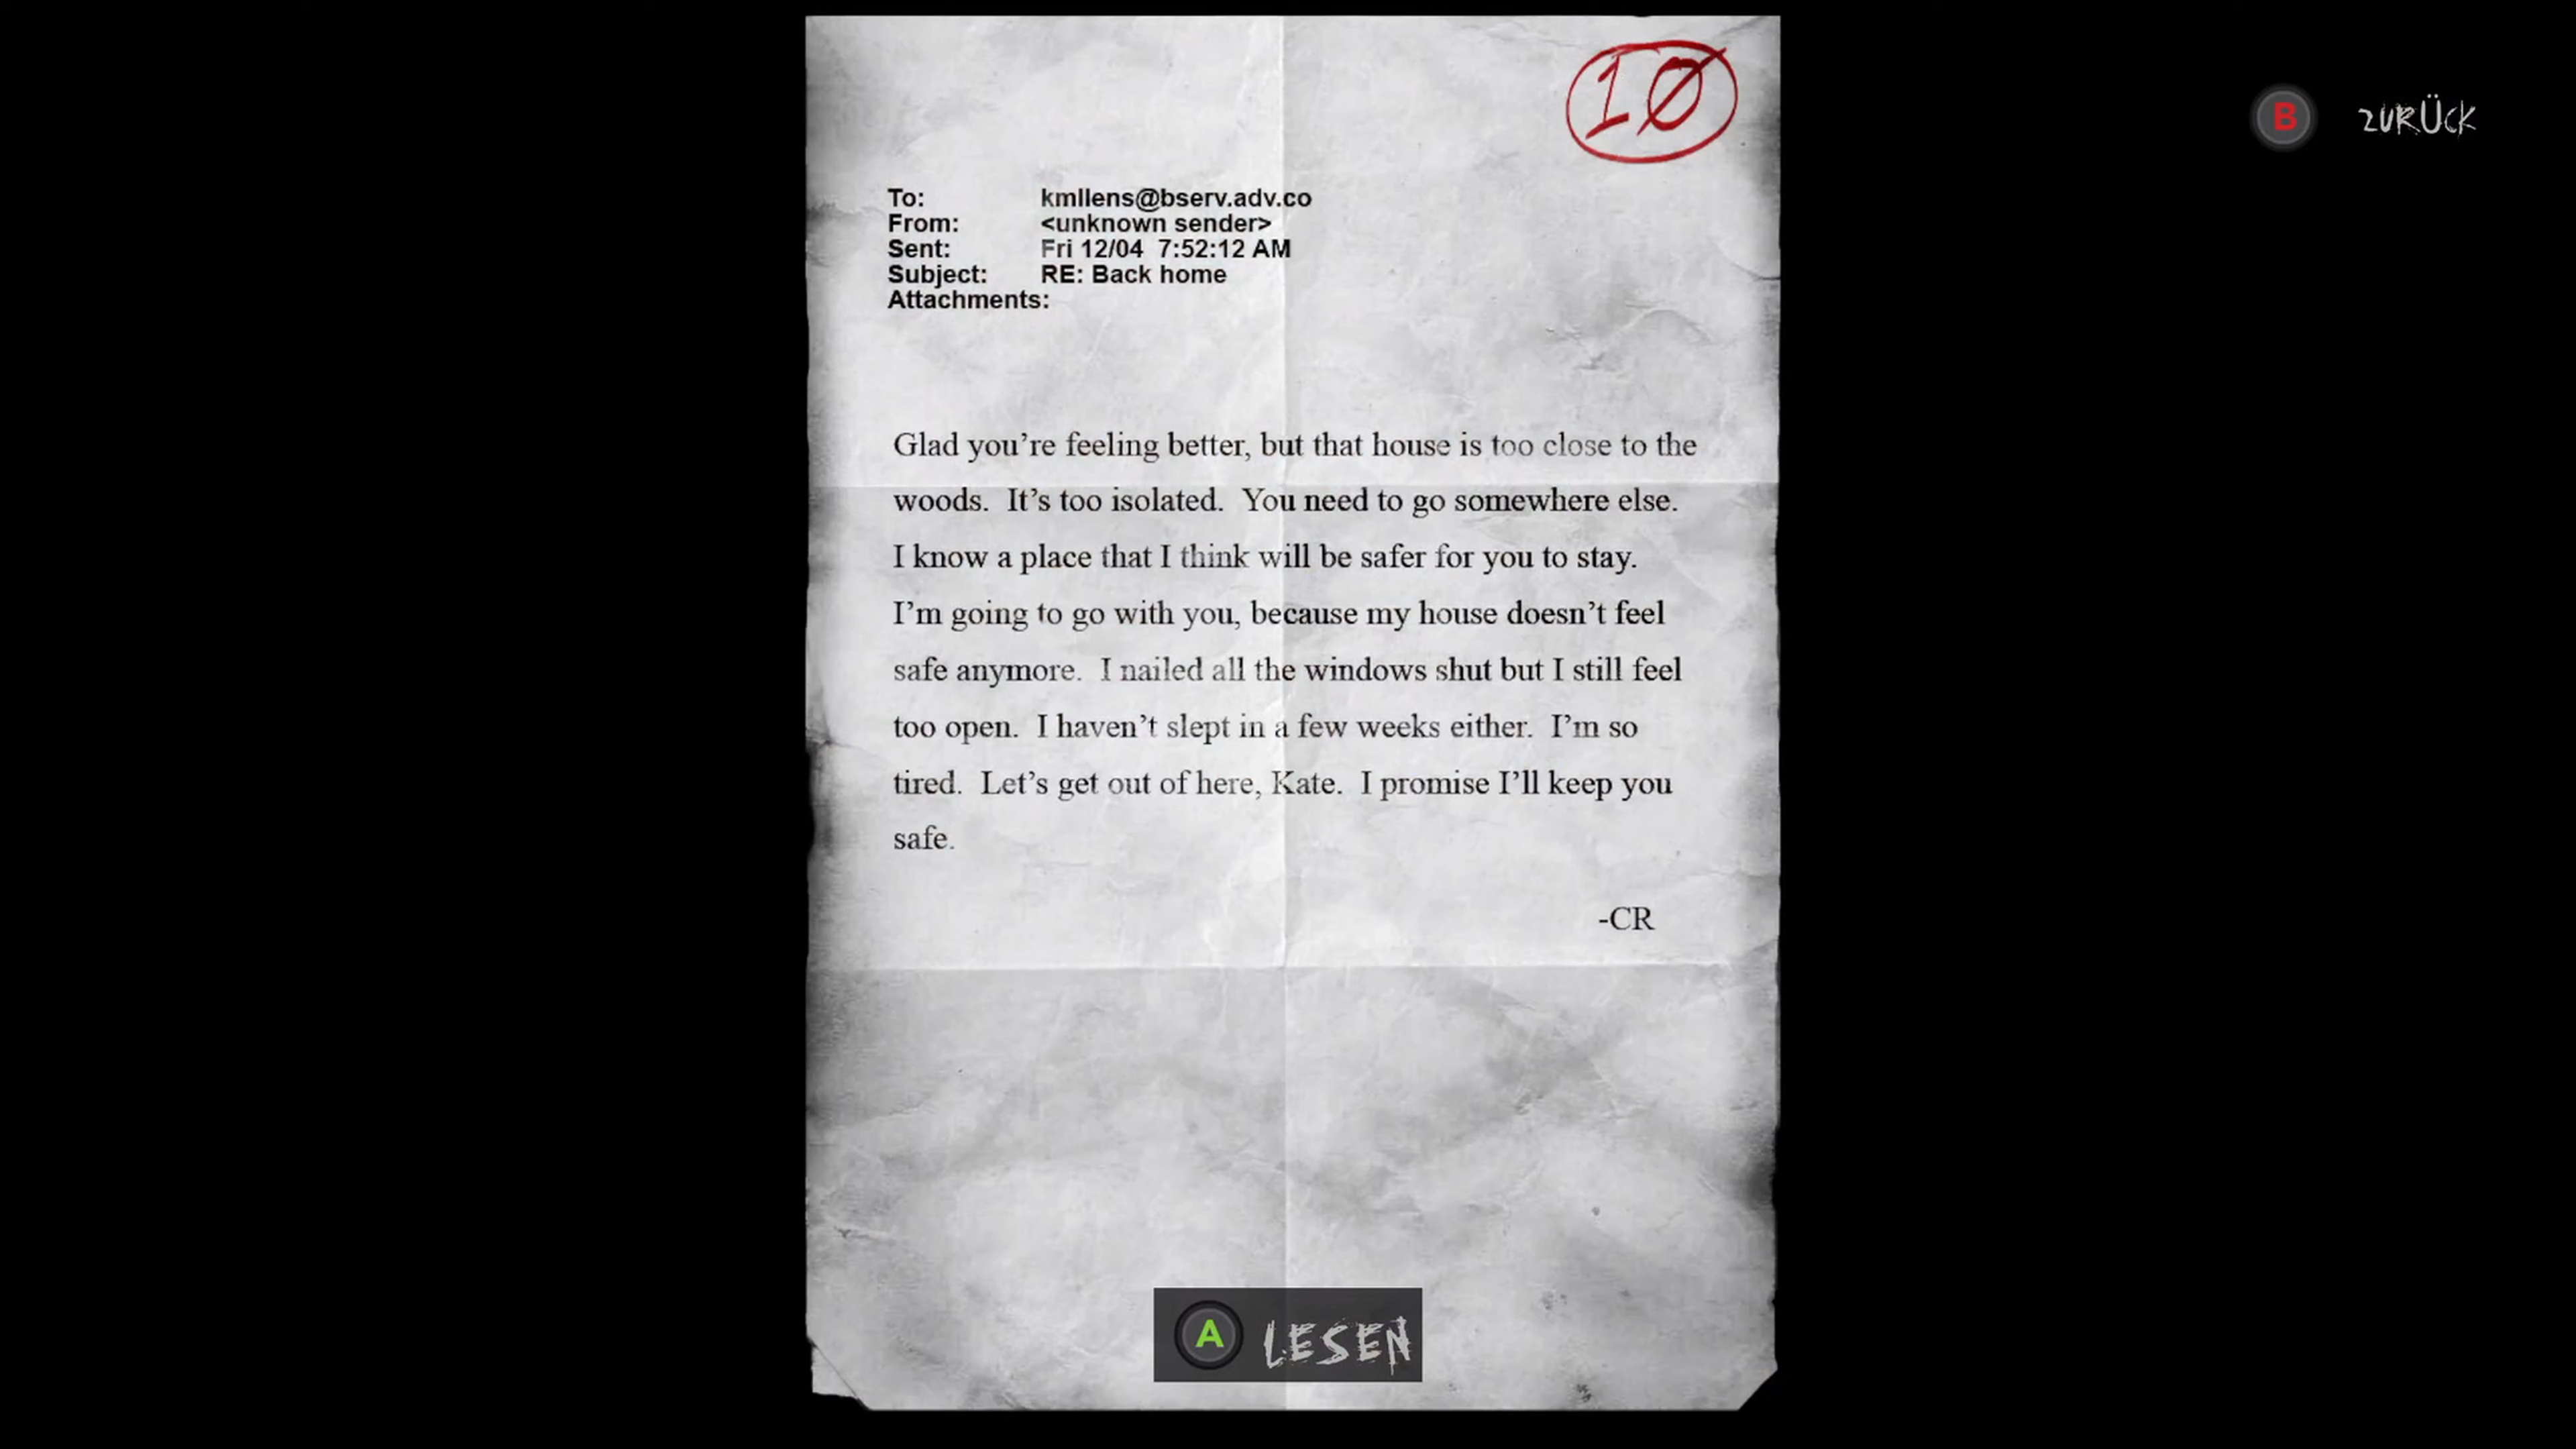 10
B ZURÜCK
To: kmllens@bserv.adv.co
From: <unknown sender>
Sent: Fri 12/04  7:52:12 AM
Subject: RE: Back home
Attachments:
Glad you’re feeling better, but that house is too close to the
woods.  It’s too isolated.  You need to go somewhere else.
I know a place that I think will be safer for you to stay.
I’m going to go with you, because my house doesn’t feel
safe anymore.  I nailed all the windows shut but I still feel
too open.  I haven’t slept in a few weeks either.  I’m so
tired.  Let’s get out of here, Kate.  I promise I’ll keep you
safe.
-CR
A LESEN